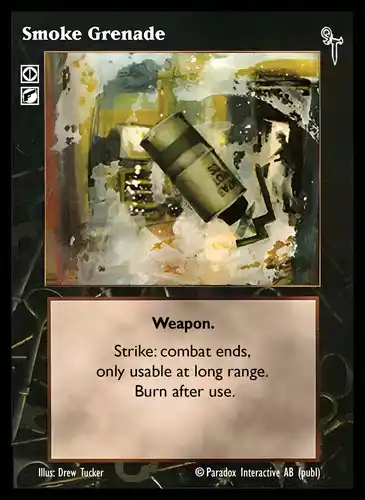 Smoke Grenade
Weapon.
Strike: combat ends,
only usable at long range.
Burn after use.
Illus: Drew Tucker
© Paradox Interactive AB (publ)